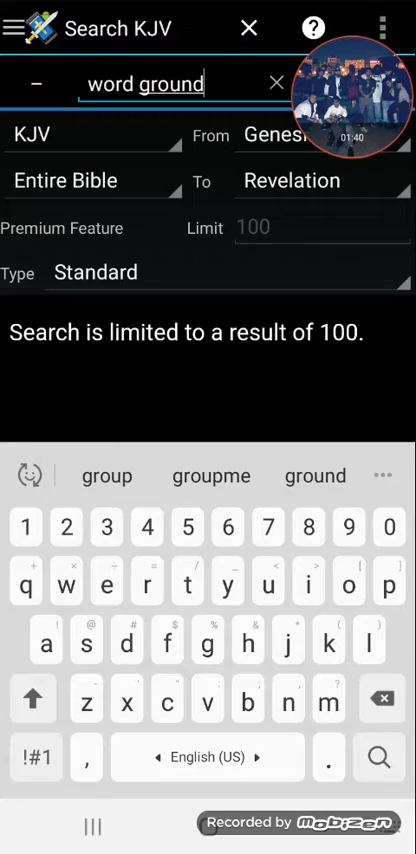 Search KJV ?
– word ground
01:40
KJV From
Entire Bible To Revelation
Premium Feature Limit 100
Type Standard
Search is limited to a result of 100.
group groupme ground
1 2 3 4 5 6 7 8 9 0
+ × ÷ = / _ < > [ ]
q w e r t y u i o p
! @ # $ % & * ( )
a s d f g h j k l
- ' " : ; , ?
z x c v b n m
!#1 , English (US) .
Recorded by MOBIZEN